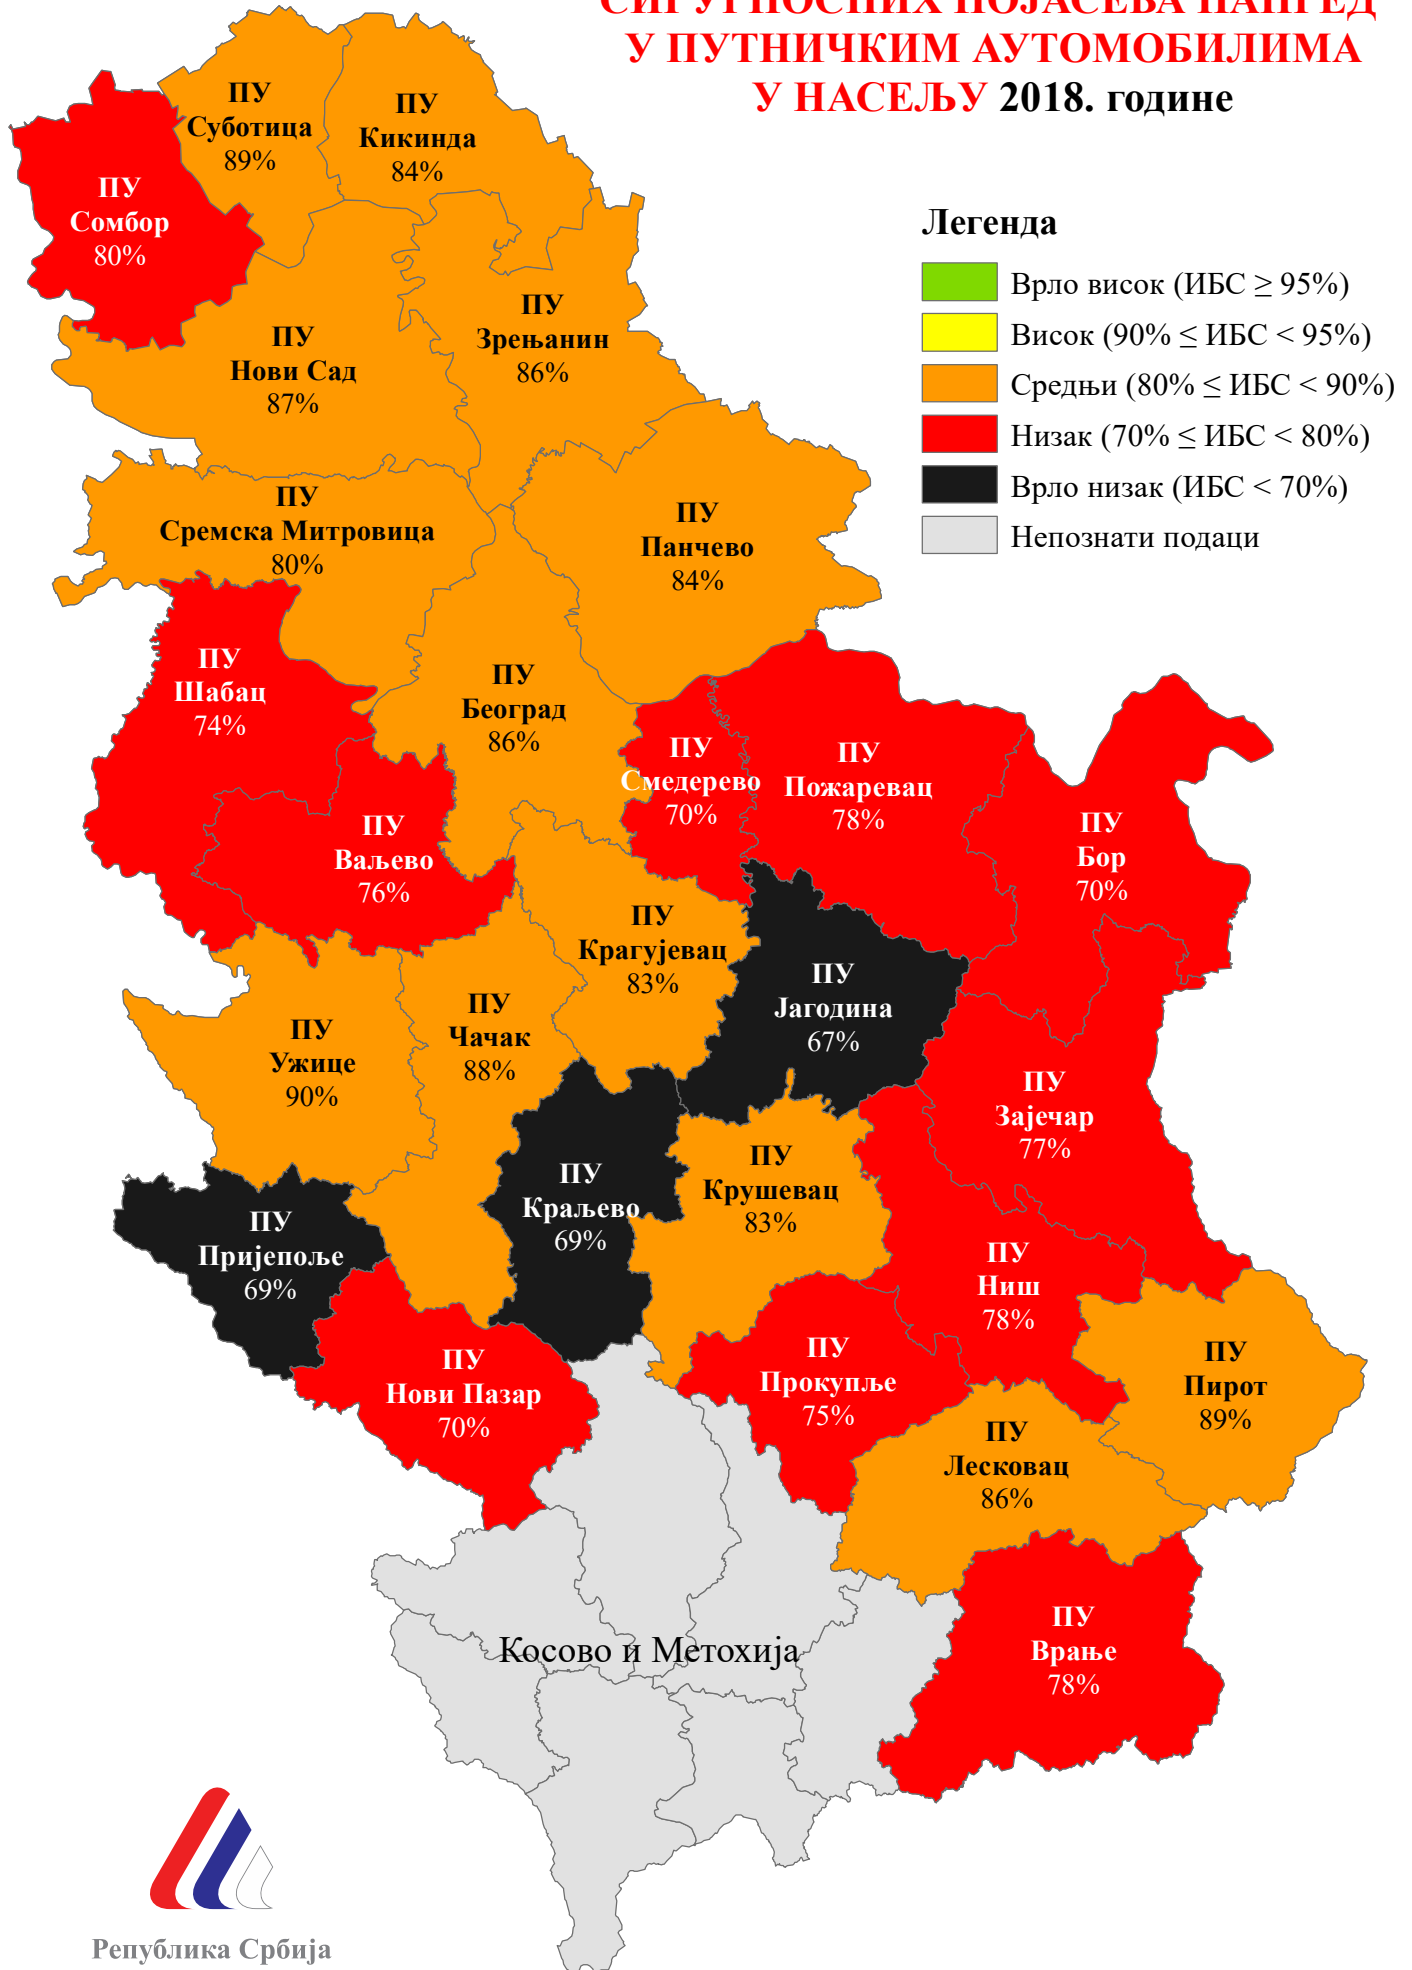 СИГУРНОСНИХ ПОЈАСЕВА НАПРЕД
У ПУТНИЧКИМ АУТОМОБИЛИМА
У НАСЕЉУ 2018. године
ПУ
Суботица
89%
ПУ
Кикинда
84%
ПУ
Сомбор
80%
Легенда
Врло висок (ИБС ≥ 95%)
Висок (90% ≤ ИБС < 95%)
Средњи (80% ≤ ИБС < 90%)
Низак (70% ≤ ИБС < 80%)
Врло низак (ИБС < 70%)
Непознати подаци
ПУ
Зрењанин
86%
ПУ
Нови Сад
87%
ПУ
Сремска Митровица
80%
ПУ
Панчево
84%
ПУ
Шабац
74%
ПУ
Београд
86%
ПУ
Смедерево
70%
ПУ
Пожаревац
78%
ПУ
Бор
70%
ПУ
Ваљево
76%
ПУ
Крагујевац
83%
ПУ
Јагодина
67%
ПУ
Чачак
88%
ПУ
Ужице
90%
ПУ
Зајечар
77%
ПУ
Краљево
69%
ПУ
Крушевац
83%
ПУ
Пријепоље
69%
ПУ
Ниш
78%
ПУ
Нови Пазар
70%
ПУ
Прокупље
75%
ПУ
Пирот
89%
ПУ
Лесковац
86%
Косово и Метохија
ПУ
Врање
78%
Република Србија